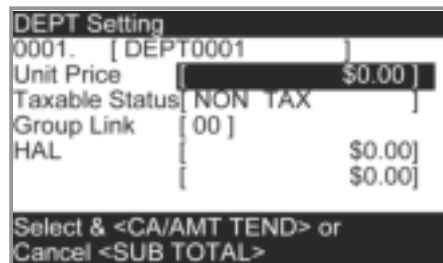 DEPT Setting
0001. [ DEPT0001 ]
Unit Price [ $0.00 ]
Taxable Status[ NON TAX ]
Group Link [ 00 ]
HAL [ $0.00]
[ $0.00]
Select & <CA/AMT TEND> or
Cancel <SUB TOTAL>